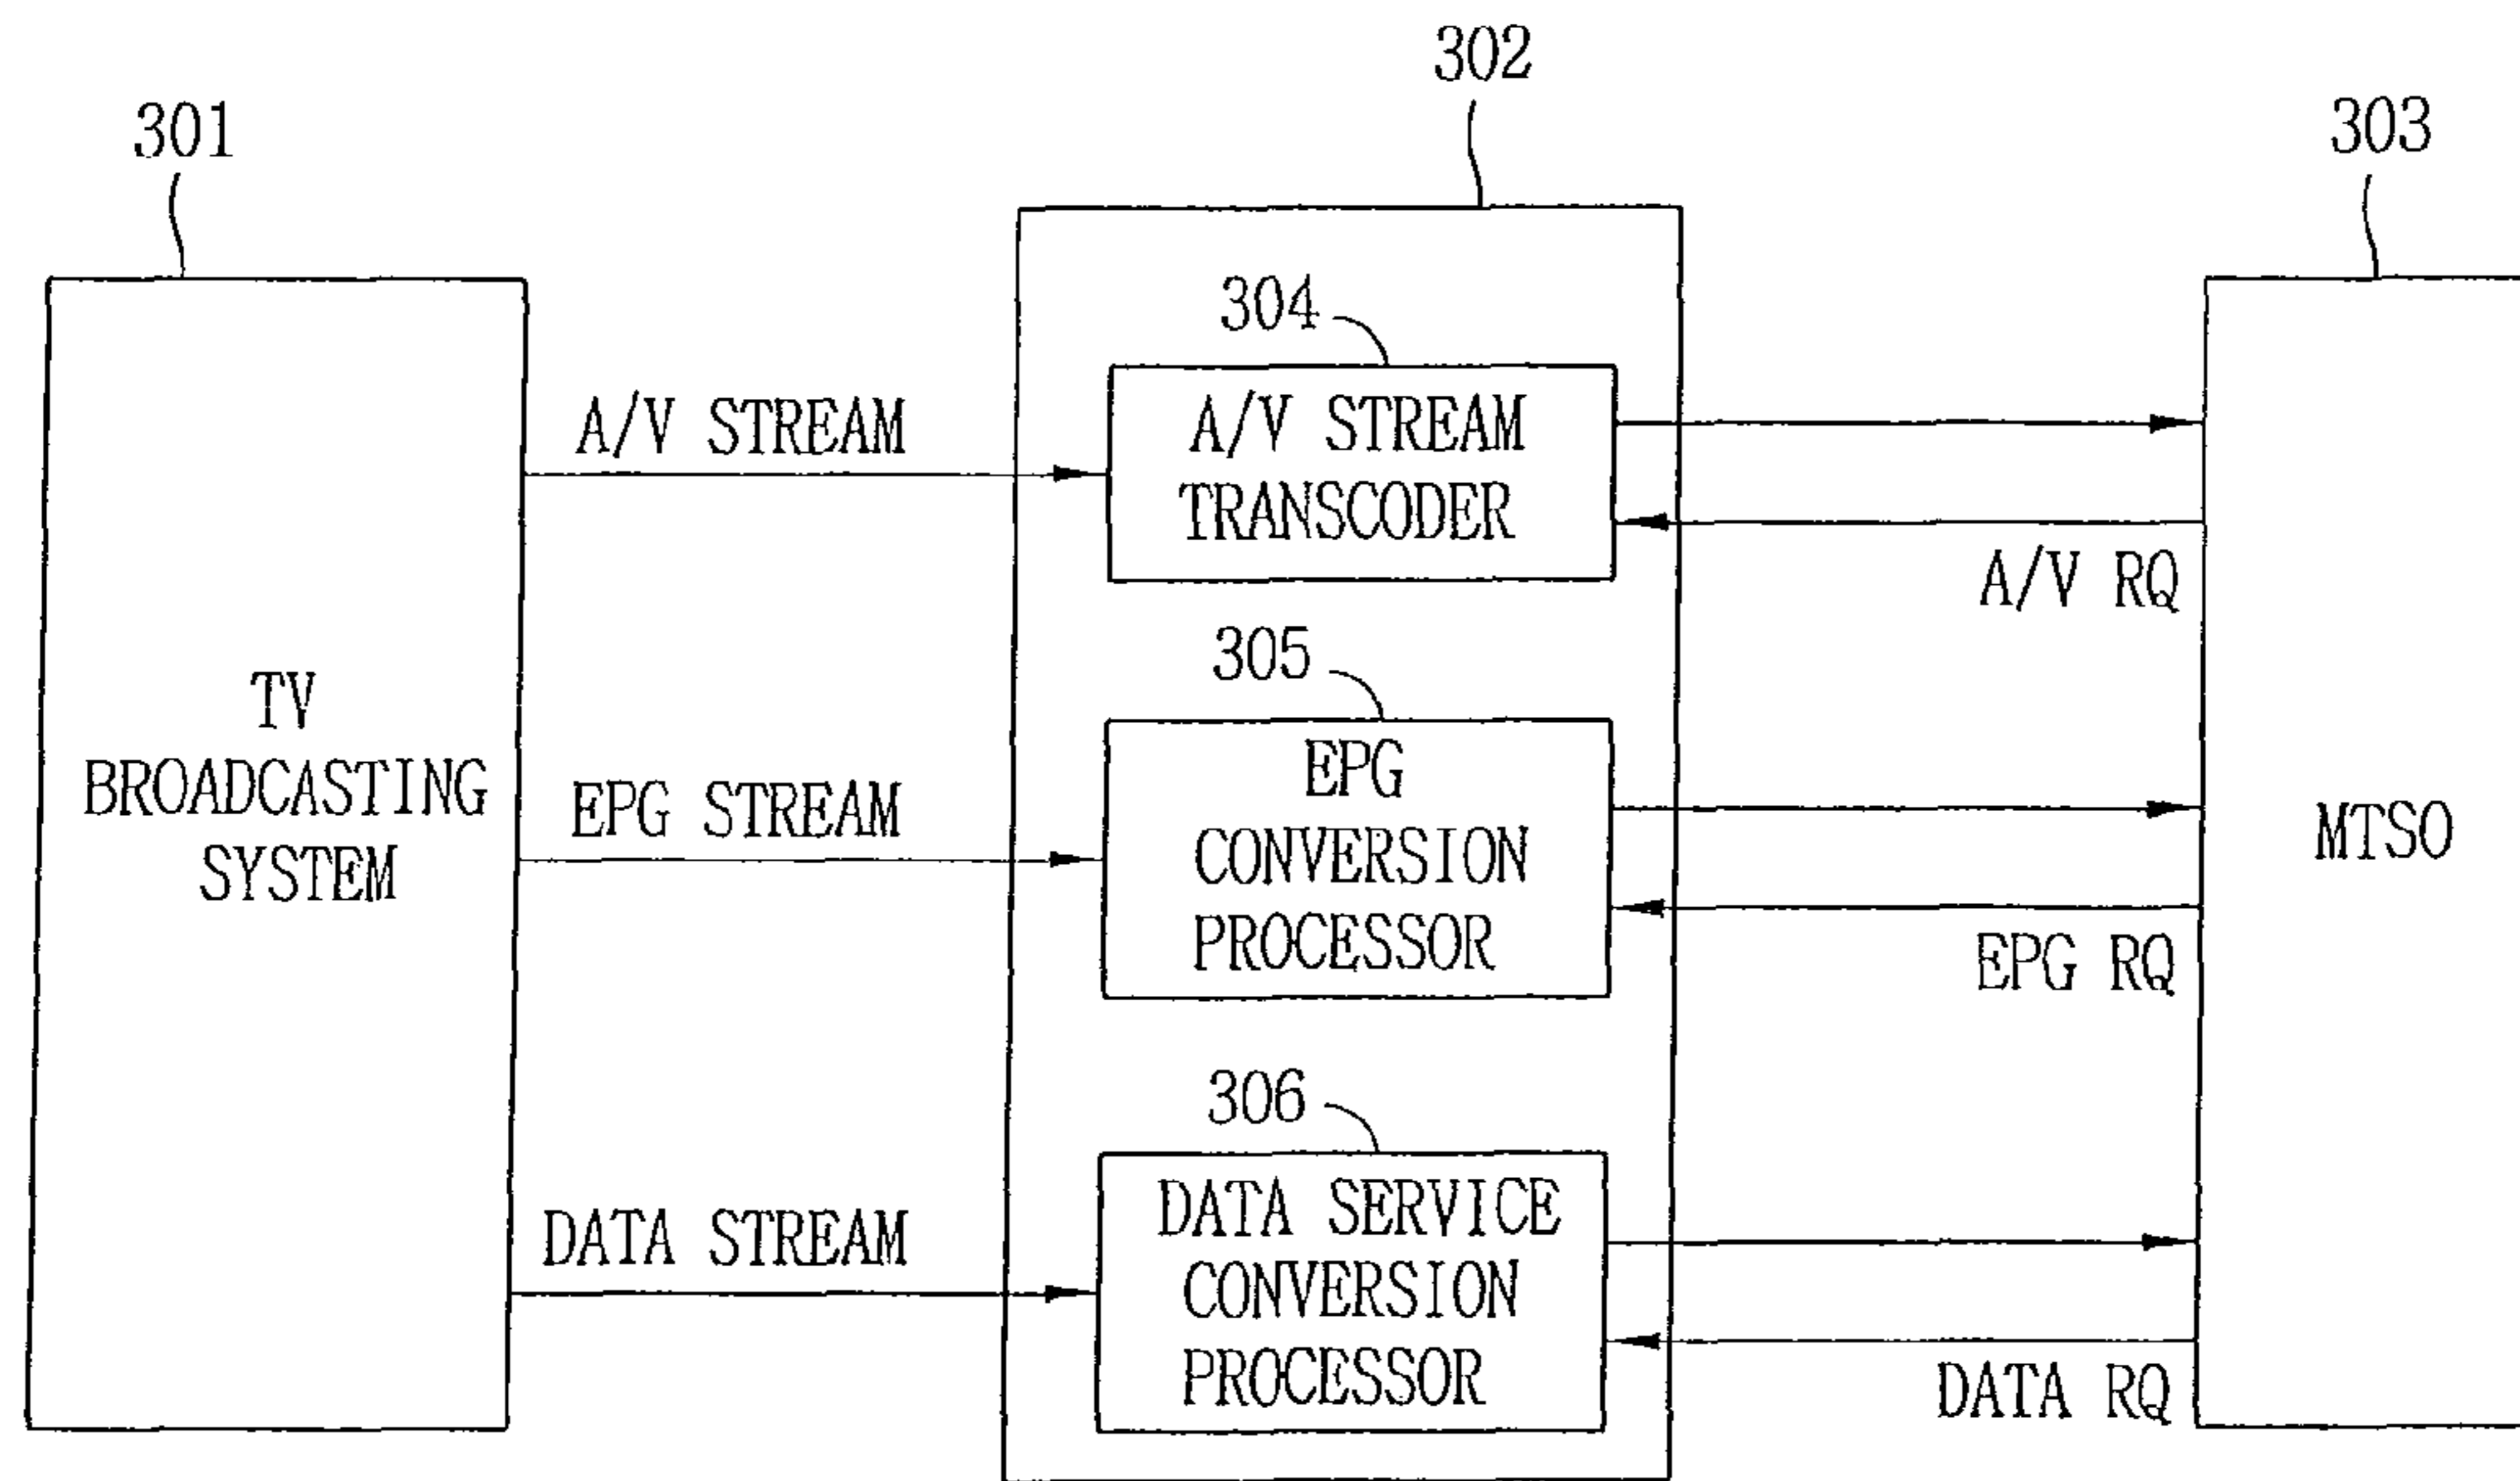 302
301
303
304
A/V STREAM
A/V STREAM
TRANSCODER
A/V RQ
305
TV
BROADCASTING
SYSTEM
EPG STREAM
EPG
CONVERSION
PROCESSOR
MTSO
EPG RQ
306
DATA STREAM
DATA SERVICE
CONVERSION
PROCESSOR
DATA RQ